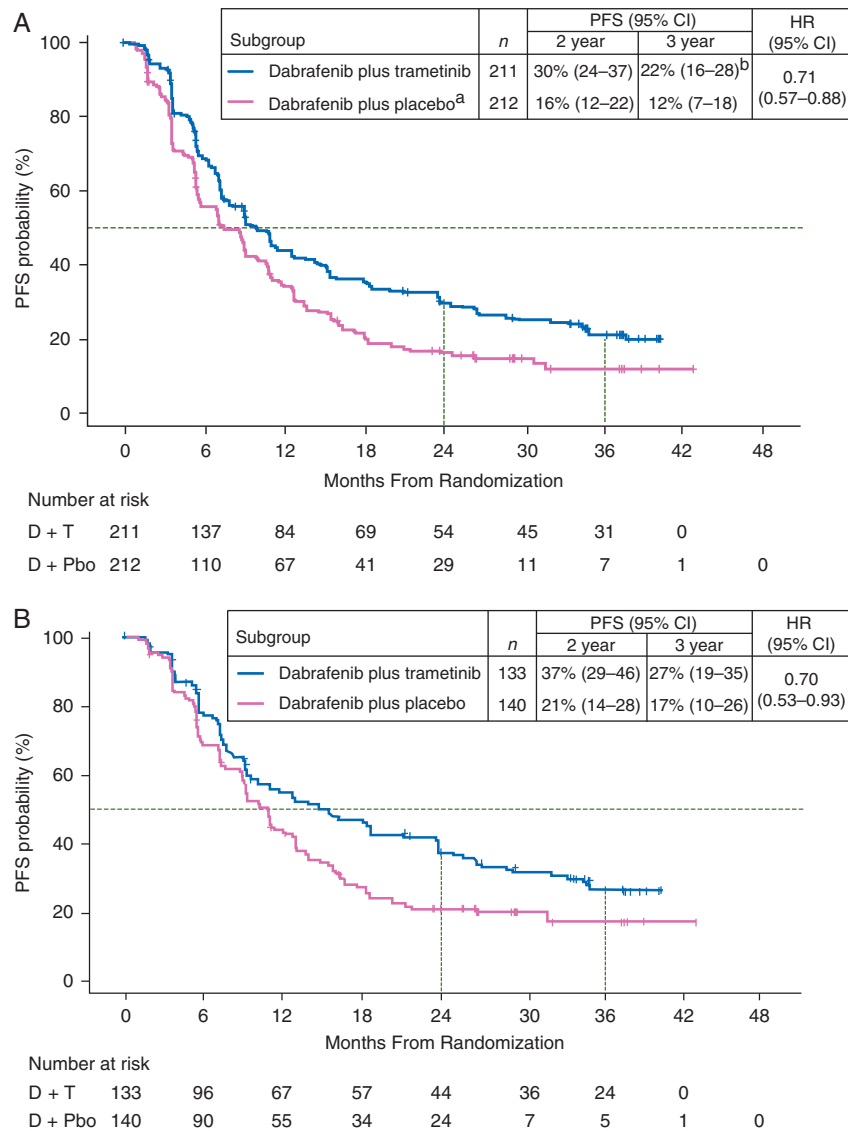 A
Subgroup n PFS (95% CI) HR (95% CI)
2 year 3 year
Dabrafenib plus trametinib 211 30% (24–37) 22% (16–28)b 0.71 (0.57–0.88)
Dabrafenib plus placeboa 212 16% (12–22) 12% (7–18)
PFS probability (%)
100
80
60
40
20
0
0 6 12 18 24 30 36 42 48
Months From Randomization
Number at risk
D + T 211 137 84 69 54 45 31 0
D + Pbo 212 110 67 41 29 11 7 1 0
B
Subgroup n PFS (95% CI) HR (95% CI)
2 year 3 year
Dabrafenib plus trametinib 133 37% (29–46) 27% (19–35) 0.70 (0.53–0.93)
Dabrafenib plus placebo 140 21% (14–28) 17% (10–26)
PFS probability (%)
100
80
60
40
20
0
0 6 12 18 24 30 36 42 48
Months From Randomization
Number at risk
D + T 133 96 67 57 44 36 24 0
D + Pbo 140 90 55 34 24 7 5 1 0